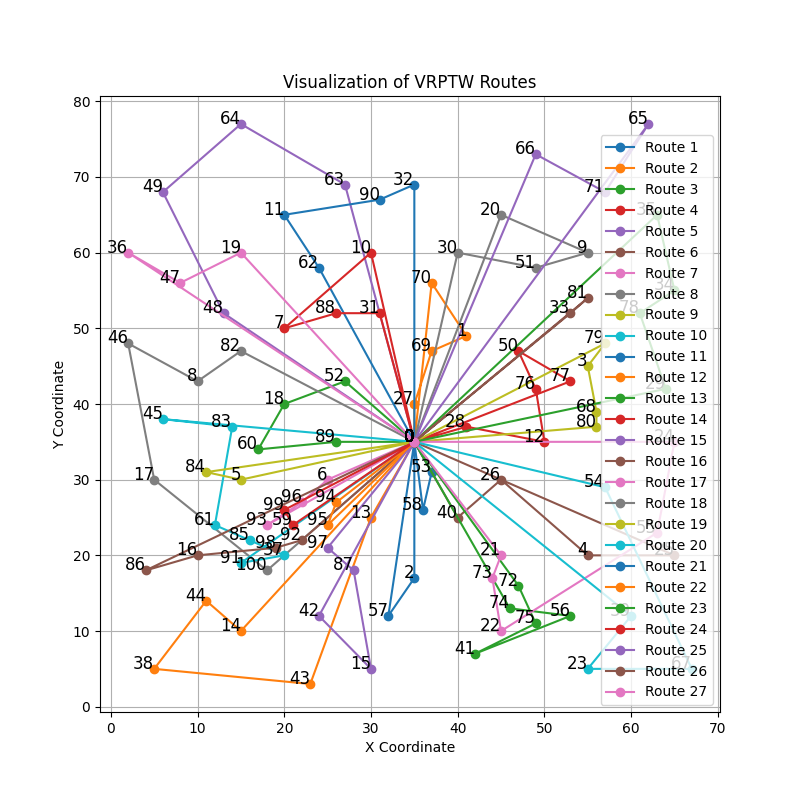 Visualization of VRPTW Routes
80
70
60
50
40
30
20
10
0
Y Coordinate
0 10 20 30 40 50 60 70
X Coordinate
Route 1
Route 2
Route 3
Route 4
Route 5
Route 6
Route 7
Route 8
Route 9
Route 10
Route 11
Route 12
Route 13
Route 14
Route 15
Route 16
Route 17
Route 18
Route 19
Route 20
Route 21
Route 22
Route 23
Route 24
Route 25
Route 26
Route 27
64 65
66
49 63 90 32 71
11 20 35
36 47 19 10 30 51 9
62 70 34
48 7 88 31 33 81 78
46 8 82 69 1 50 79
52 76 77 3 29
45 83 18 27 68
60 89 0 28 12 80 24
17 84 5 6 53 26 54
99 96 94 58 40
61 93 59 95 13 55
85 98 92 97 21 4
86 16 91 37 100 87 73
2 72
44 14 42 57 74 75 56
22
38 43 15 41 23 67